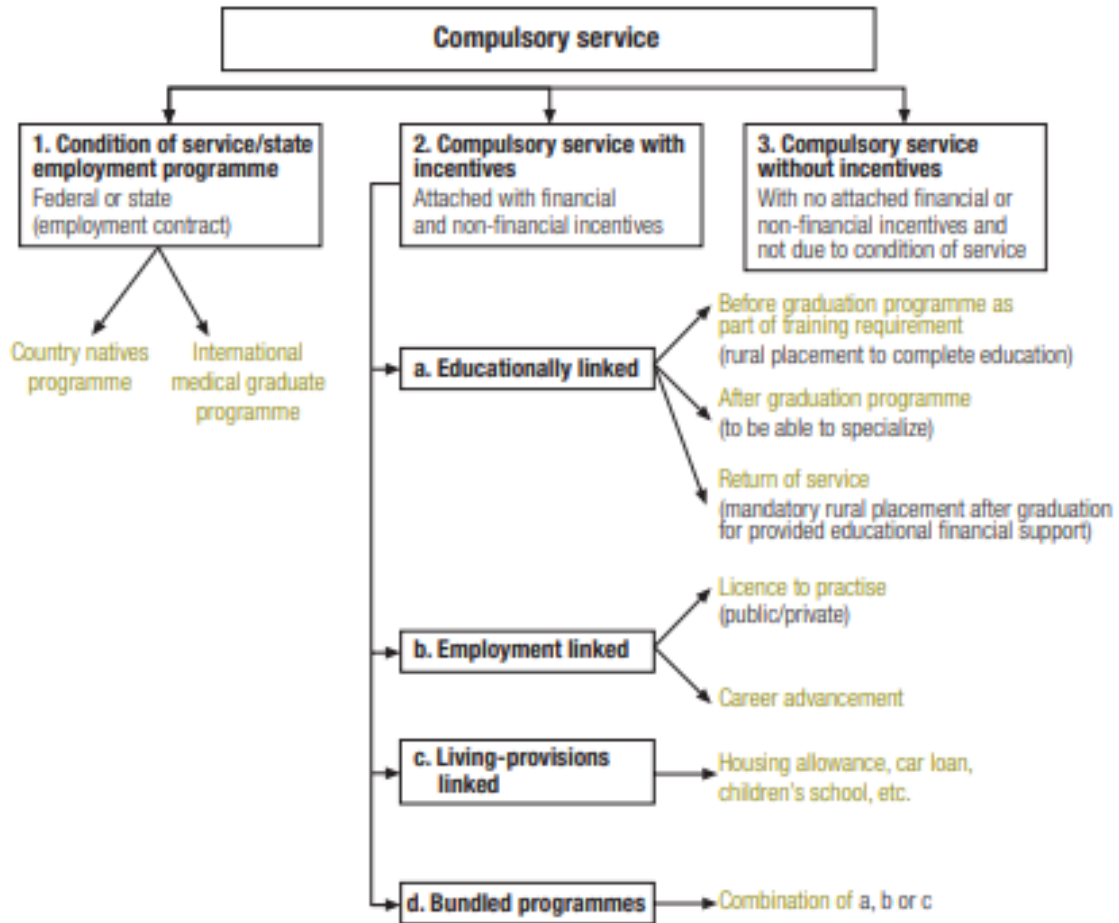 Compulsory service
1. Condition of service/state
employment programme
Federal or state
(employment contract)
2. Compulsory service with
incentives
Attached with financial
and non-financial incentives
3. Compulsory service
without incentives
With no attached financial or
non-financial incentives and
not due to condition of service
Country natives
programme
International
medical graduate
programme
a. Educationally linked
Before graduation programme as
part of training requirement
(rural placement to complete education)
After graduation programme
(to be able to specialize)
Return of service
(mandatory rural placement after graduation
for provided educational financial support)
b. Employment linked
Licence to practise
(public/private)
Career advancement
c. Living-provisions
linked
Housing allowance, car loan,
children's school, etc.
d. Bundled programmes
Combination of a, b or c